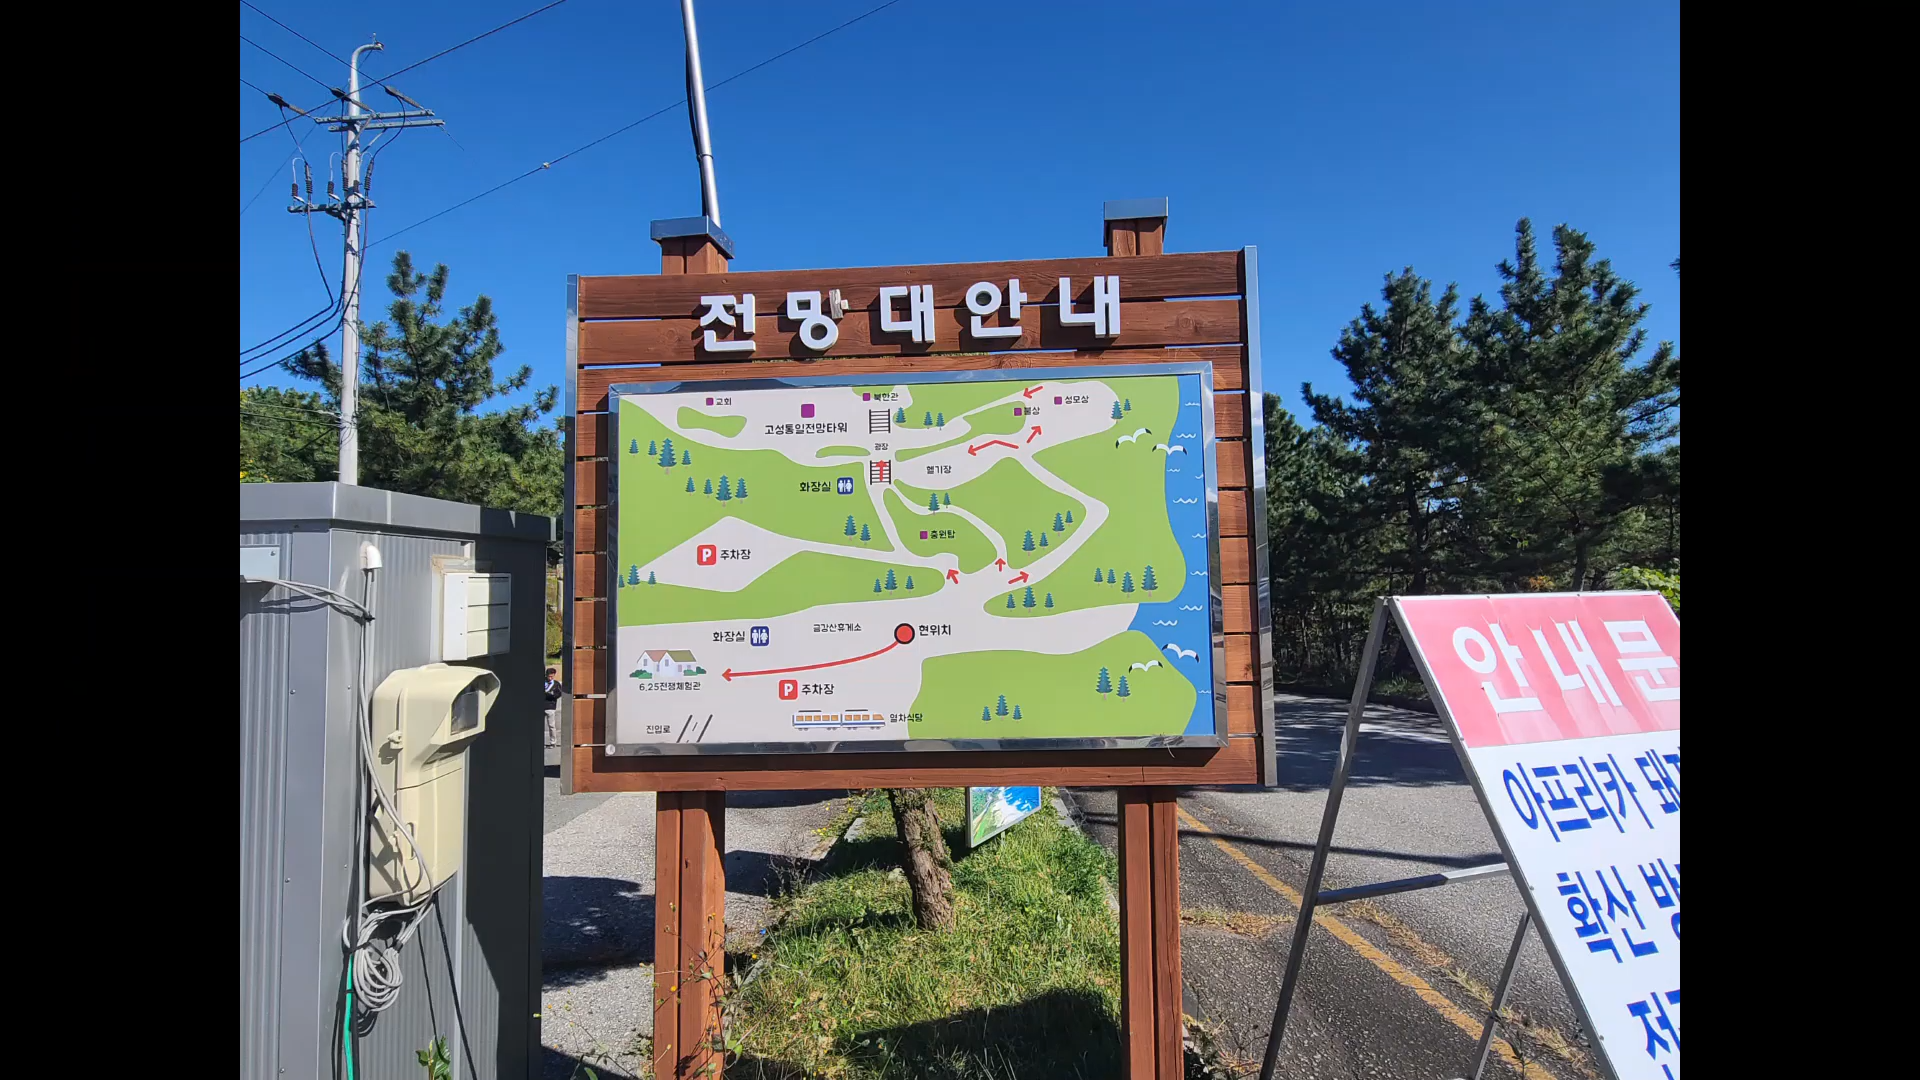 전망대안내
교회
북한관
성모상
불상
고성통일전망타워
광장
헬기장
화장실
충원탑
P 주차장
화장실
금강산휴게소
현위치
6.25전쟁체험관
P 주차장
열차식당
진입로
안내문
아프리카 돼지
확산 방